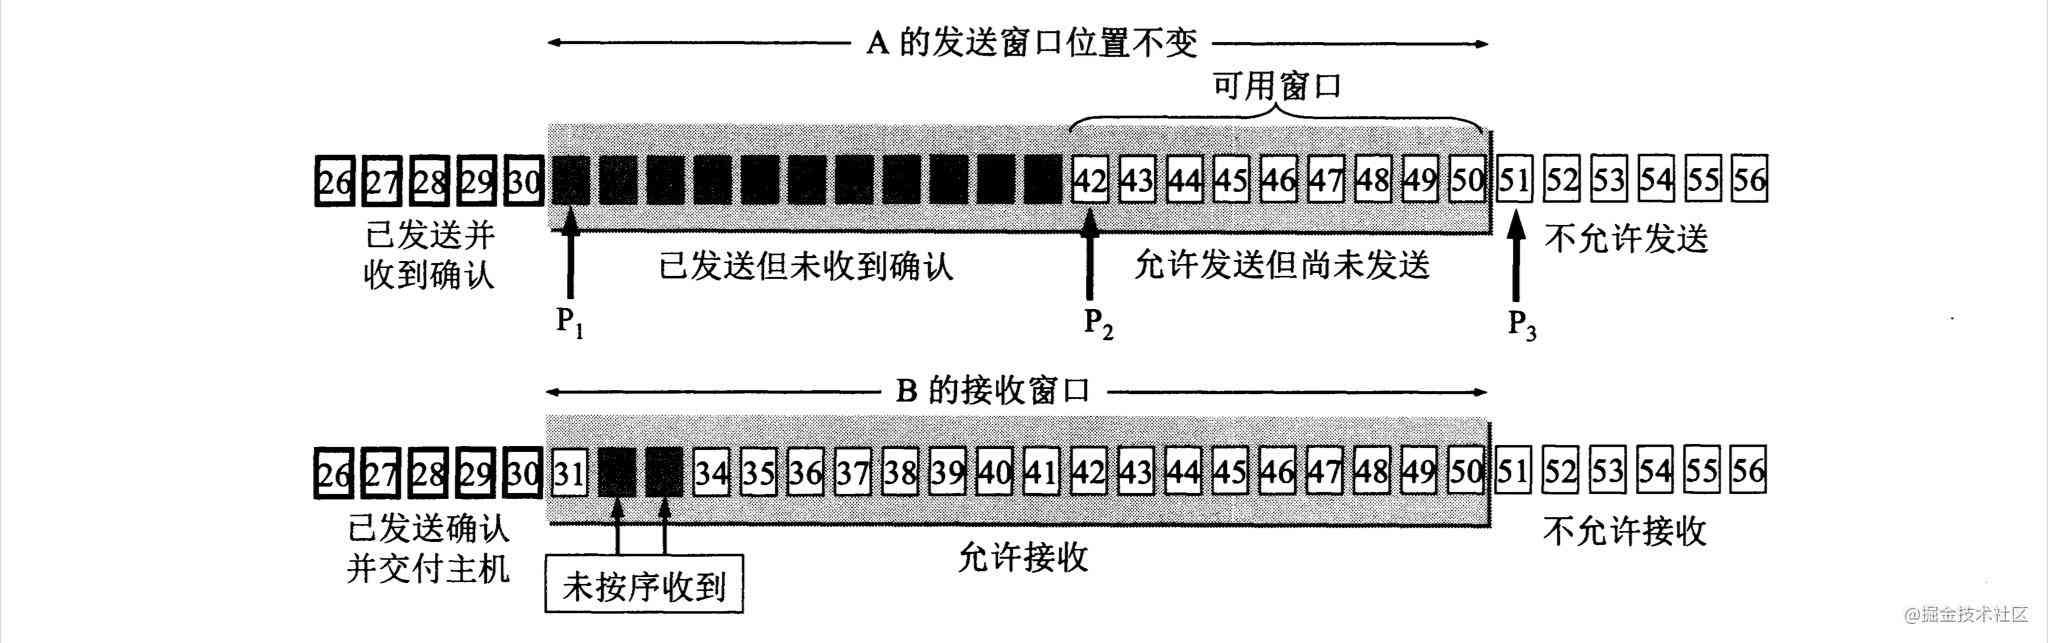 A 的发送窗口位置不变
可用窗口
26 27 28 29 30 42 43 44 45 46 47 48 49 50 51 52 53 54 55 56
已发送并
收到确认
已发送但未收到确认
允许发送但尚未发送
不允许发送
P1
P2
P3
B 的接收窗口
26 27 28 29 30 31 34 35 36 37 38 39 40 41 42 43 44 45 46 47 48 49 50 51 52 53 54 55 56
已发送确认
并交付主机
未按序收到
允许接收
不允许接收
@掘金技术社区